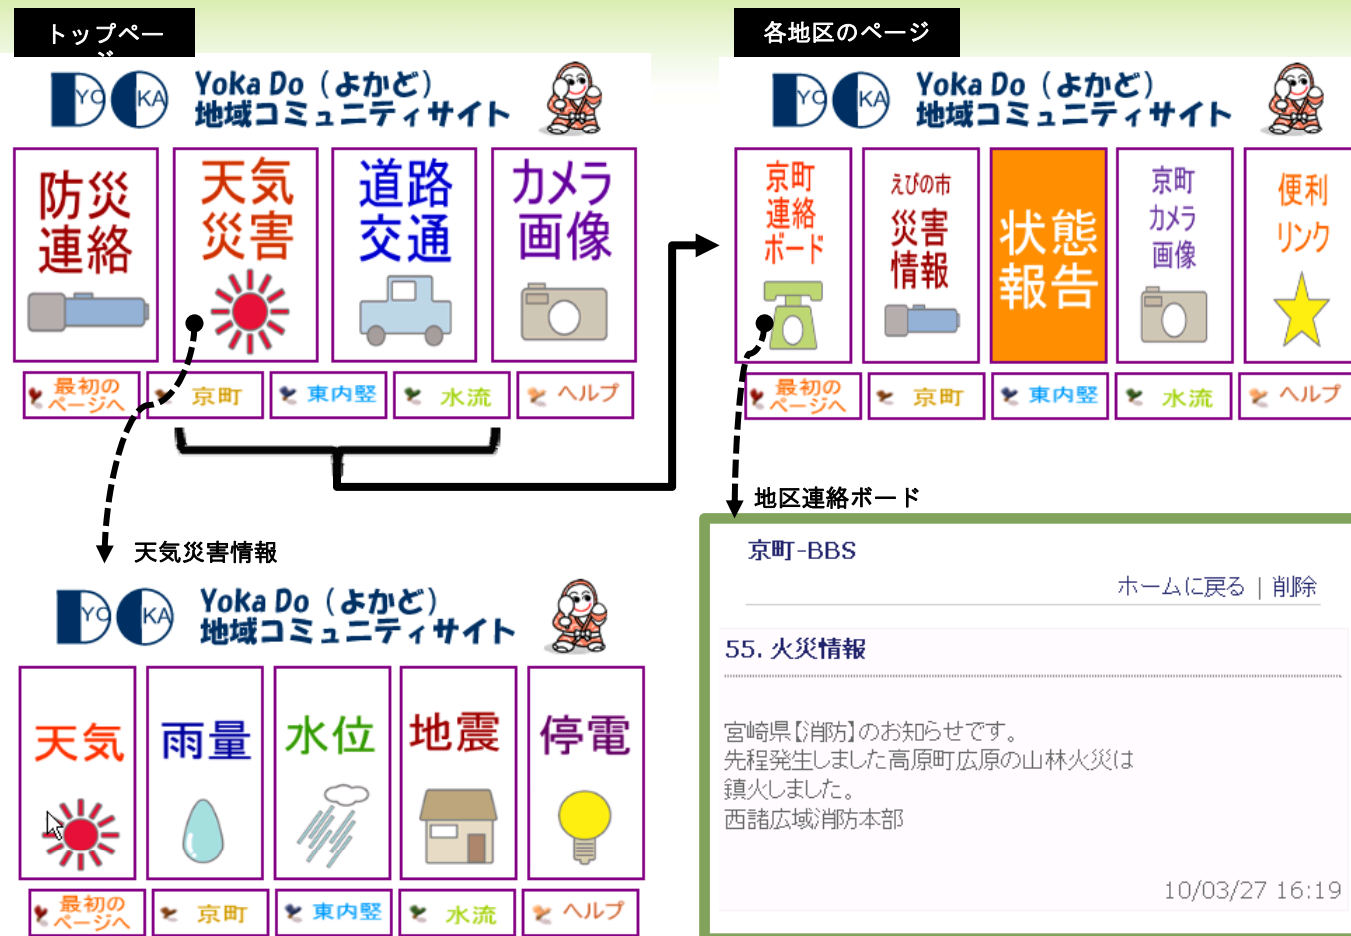 トップペー
ジ
YO KA
Yoka Do（よかど）
地域コミュニティサイト
防災
連絡
天気
災害
道路
交通
カメラ
画像
最初の
ページへ
京町
東内竪
水流
ヘルプ
各地区のページ
YO KA
Yoka Do（よかど）
地域コミュニティサイト
京町
連絡
ボード
えびの市
災害
情報
状態
報告
京町
カメラ
画像
便利
リンク
最初の
ページへ
京町
東内竪
水流
ヘルプ
天気災害情報
YO KA
Yoka Do（よかど）
地域コミュニティサイト
天気
雨量
水位
地震
停電
最初の
ページへ
京町
東内竪
水流
ヘルプ
地区連絡ボード
京町-BBS
ホームに戻る | 削除
55. 火災情報
宮崎県【消防】のお知らせです。
先程発生しました高原町広原の山林火災は
鎮火しました。
西諸広域消防本部
10/03/27 16:19